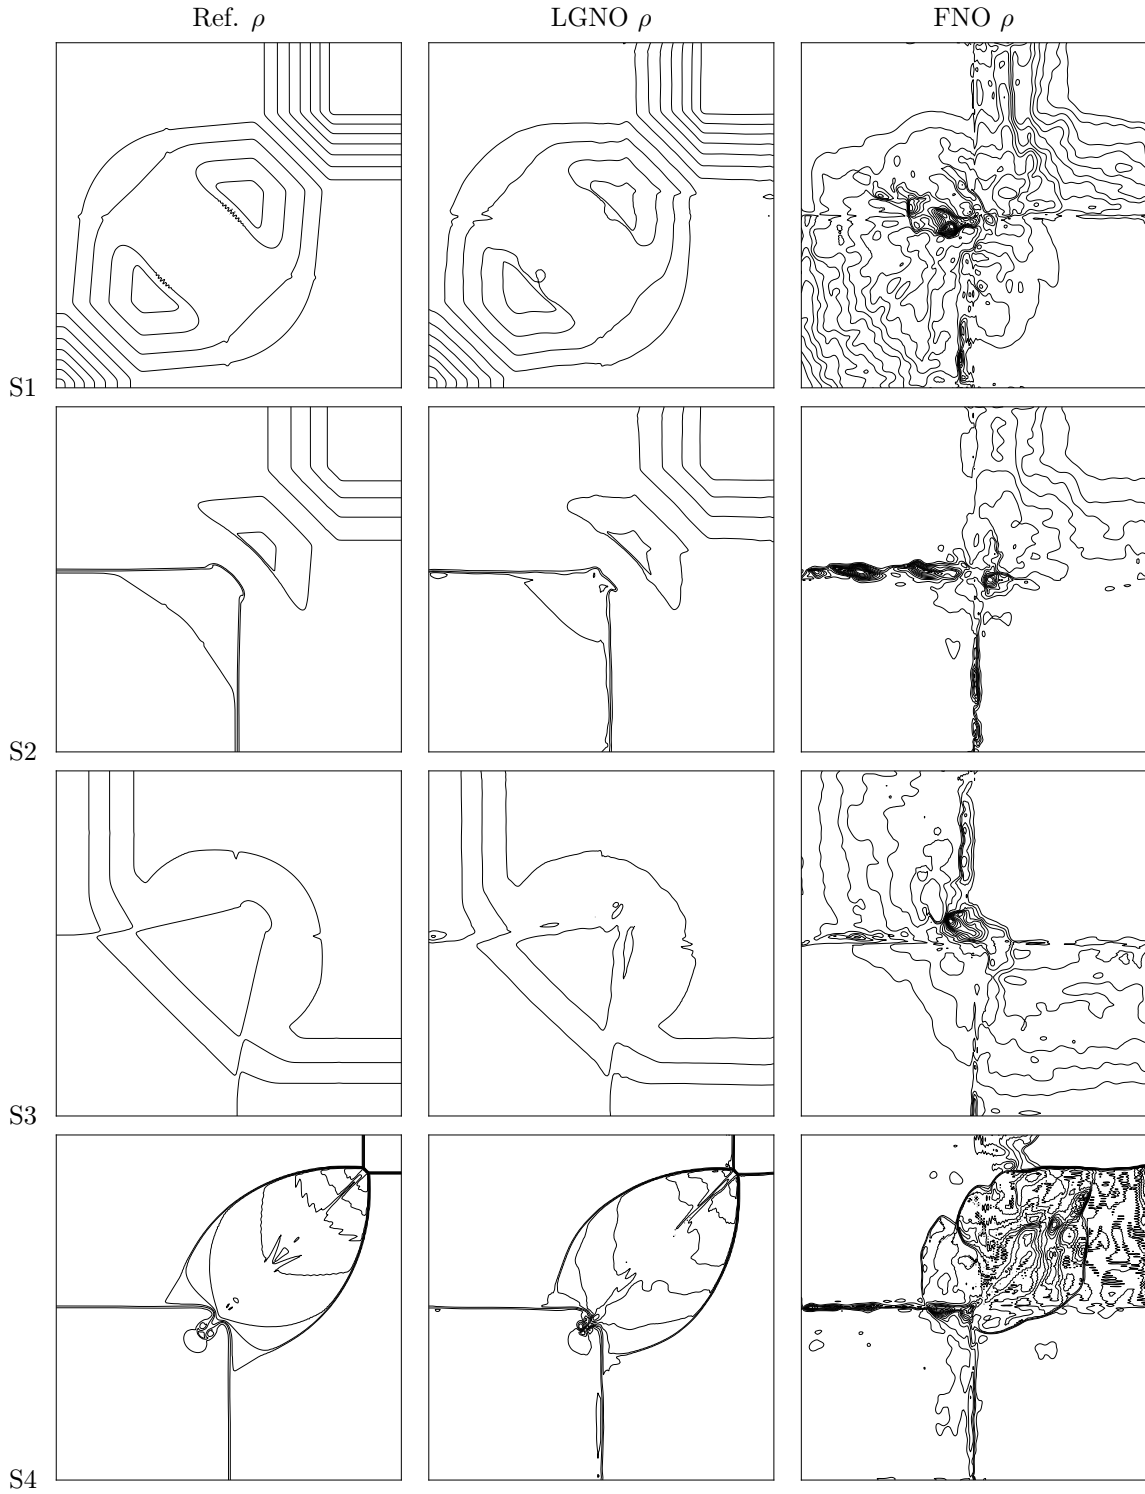 Ref. ρ LGNO ρ FNO ρ
S1
S2
S3
S4